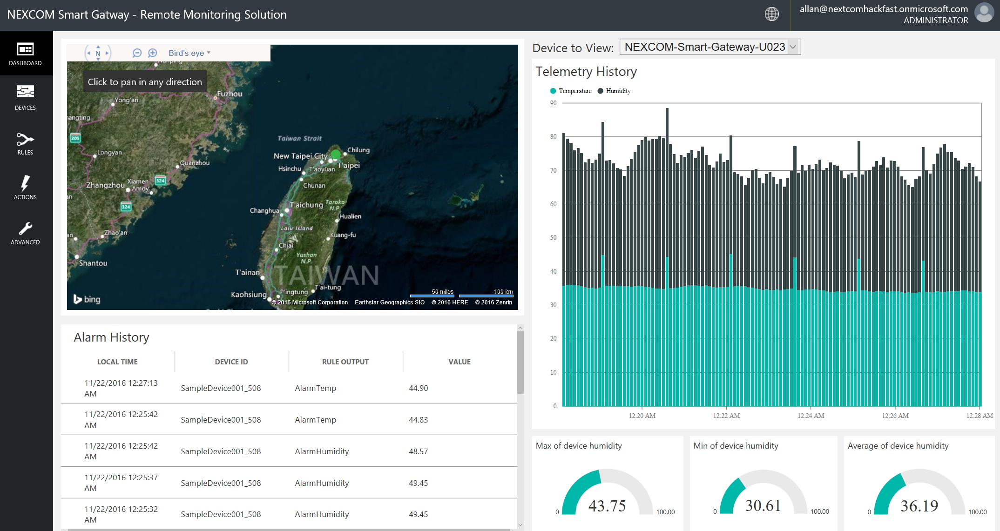 NEXCOM Smart Gatway - Remote Monitoring Solution
allan@nextcomhackfast.onmicrosoft.com
ADMINISTRATOR
DASHBOARD
DEVICES
RULES
ACTIONS
ADVANCED
N
Bird's eye
Click to pan in any direction
Fuzhou
Yong'an
angting
205
Taiwan Strait
Longyan
Chilung
New Taipei City
Quanzhou
T'aipei
Hsinchu
T'aoyüan
Xiamen
324
Zhangzhou
Amoy
Chunan
324
T'aichung
Taroko
N.P.
Changhua
Hualien
Lalu Island
Zhao'an
Kuang-fu
Chiai
Yushan
N.P.
Shantou
T'ainan
TAIWAN
T'ai-tung
P'ingtung
Kaohsiung
bing
50 miles
100 km
© 2016 Microsoft Corporation Earthstar Geographics SIO © 2016 HERE © 2016 Zenrin
Device to View: NEXCOM-Smart-Gateway-U023
Telemetry History
Temperature Humidity
90
80
70
60
50
40
30
20
10
0
12:20 AM 12:22 AM 12:24 AM 12:26 AM 12:28 AM
Alarm History
LOCAL TIME DEVICE ID RULE OUTPUT VALUE
11/22/2016 12:27:13 AM SampleDevice001_508 AlarmTemp 44.90
11/22/2016 12:25:42 AM SampleDevice001_508 AlarmTemp 44.83
11/22/2016 12:25:42 AM SampleDevice001_508 AlarmHumidity 48.57
11/22/2016 12:25:37 AM SampleDevice001_508 AlarmHumidity 49.45
11/22/2016 12:25:32 AM SampleDevice001_508 AlarmHumidity 49.45
Max of device humidity
0 43.75 100.00
Min of device humidity
0 30.61 100.00
Average of device humidity
0 36.19 100.00